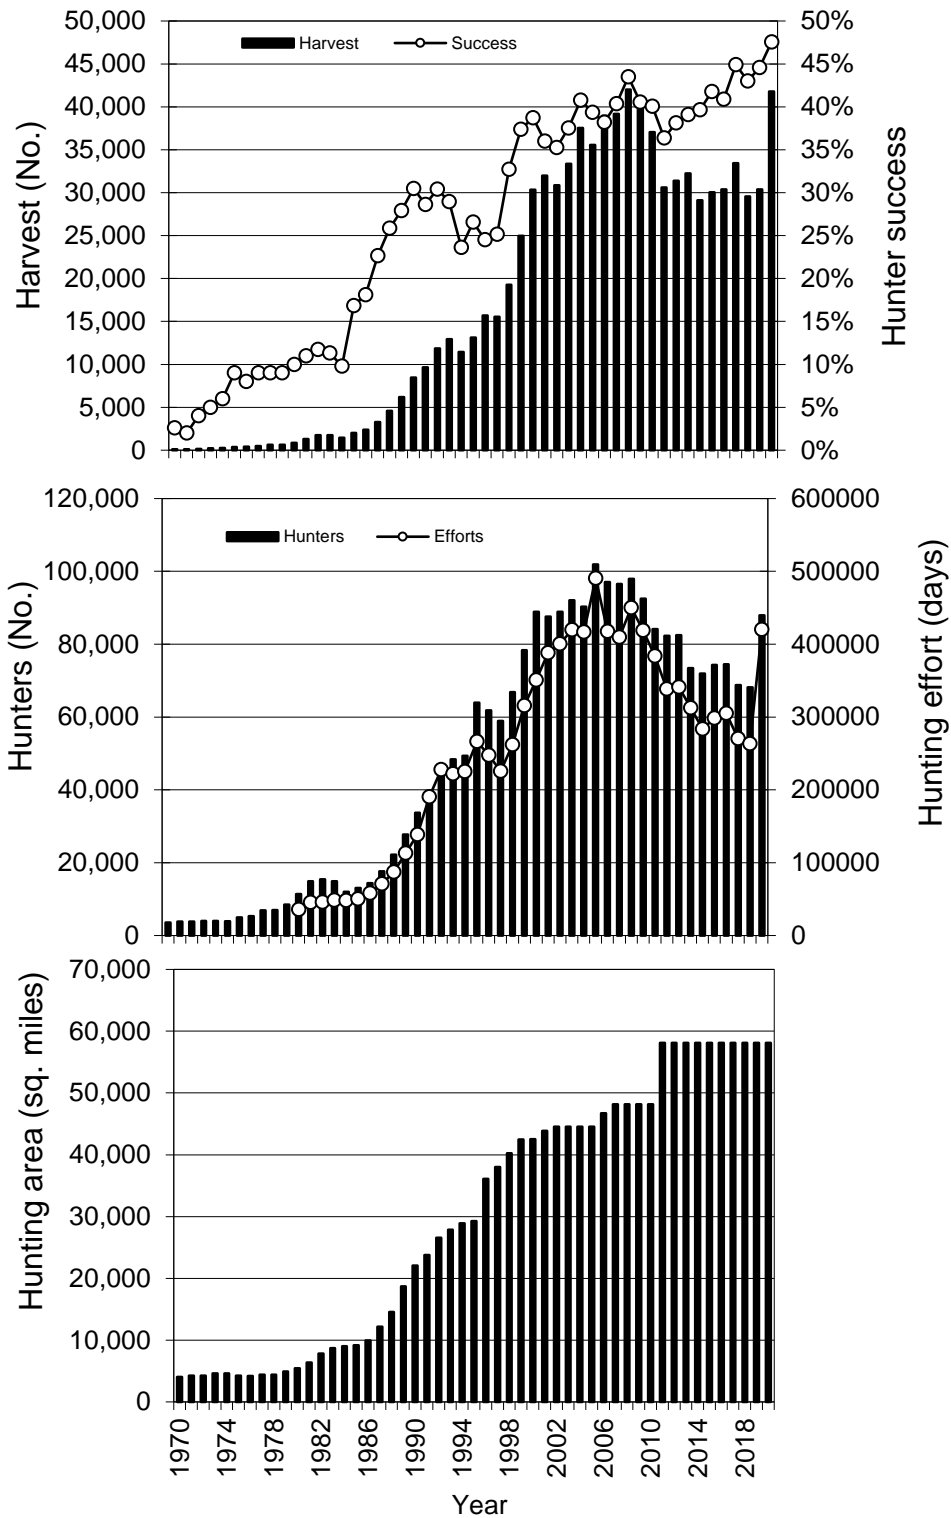 50,000 50%
Harvest Success
45,000 45%
40,000 40%
35,000 35%
30,000 30%
25,000 25%
20,000 20%
15,000 15%
10,000 10%
5,000 5%
0 0%
Harvest (No.)
Hunter success
120,000 600000
Hunters Efforts
100,000 500000
80,000 400000
60,000 300000
40,000 200000
20,000 100000
0 0
Hunters (No.)
Hunting effort (days)
70,000
60,000
50,000
40,000
30,000
20,000
10,000
0
Hunting area (sq. miles)
1970 1974 1978 1982 1986 1990 1994 1998 2002 2006 2010 2014 2018
Year